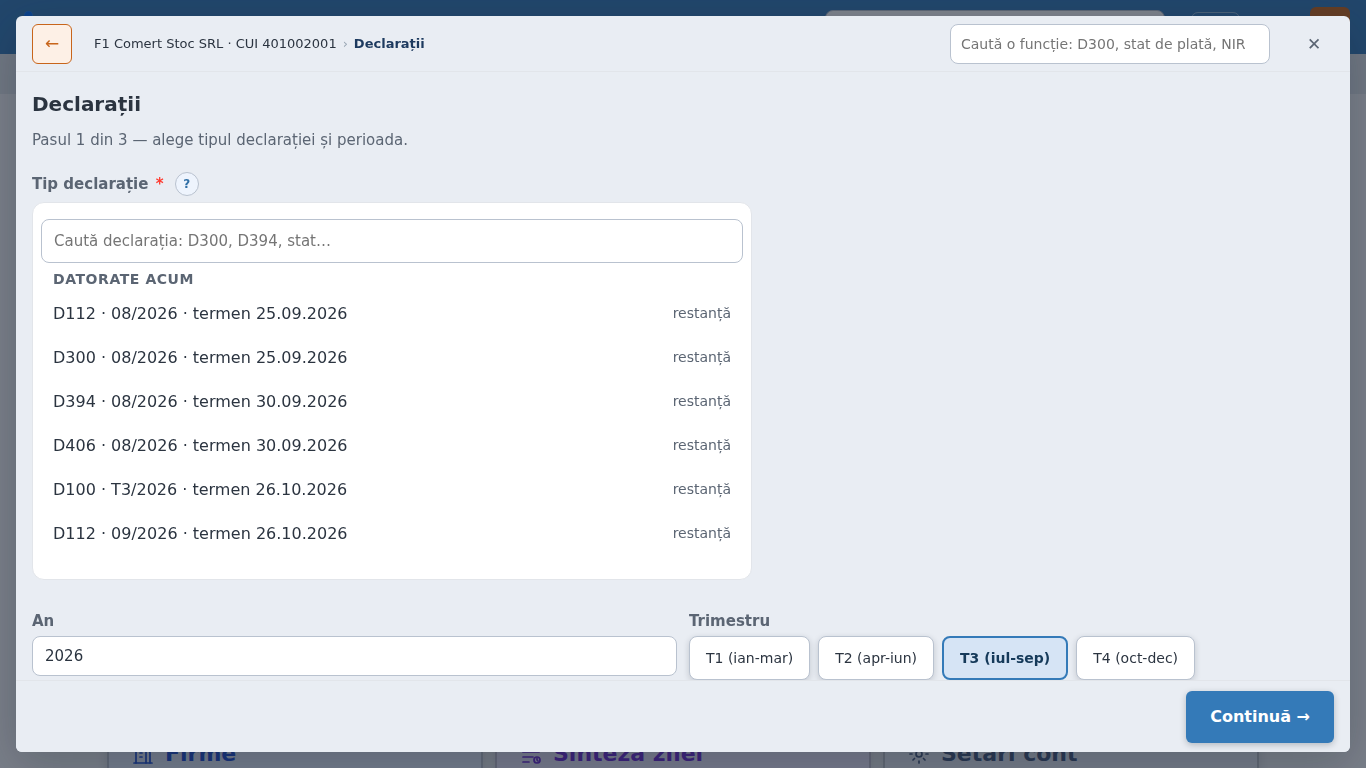 ← F1 Comert Stoc SRL · CUI 401002001 › Declarații Caută o funcție: D300, stat de plată, NIR ✕
Declarații
Pasul 1 din 3 — alege tipul declarației și perioada.
Tip declarație * ?
Caută declarația: D300, D394, stat...
DATORATE ACUM
D112 · 08/2026 · termen 25.09.2026 restanță
D300 · 08/2026 · termen 25.09.2026 restanță
D394 · 08/2026 · termen 30.09.2026 restanță
D406 · 08/2026 · termen 30.09.2026 restanță
D100 · T3/2026 · termen 26.10.2026 restanță
D112 · 09/2026 · termen 26.10.2026 restanță
An Trimestru
2026 T1 (ian-mar) T2 (apr-iun) T3 (iul-sep) T4 (oct-dec)
Continuă →
Firme Sinteza zilei Setări cont